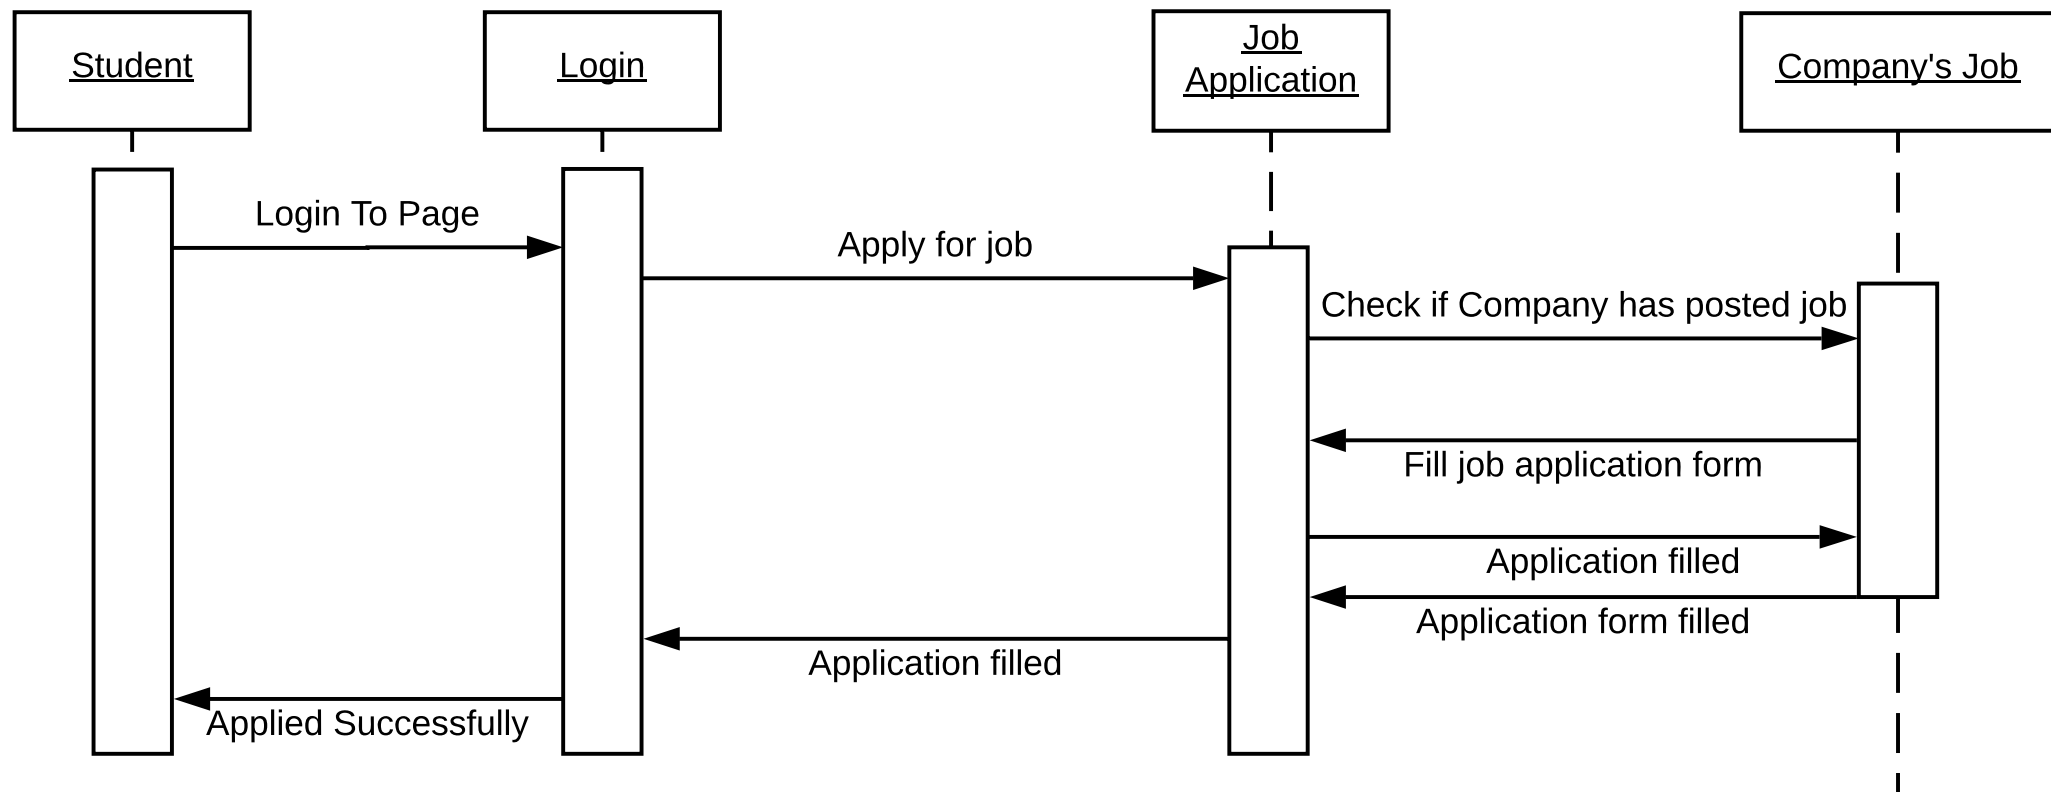 Student
Login
Job
Application
Company's Job
Login To Page
Apply for job
Check if Company has posted job
Fill job application form
Application filled
Application form filled
Application filled
Applied Successfully